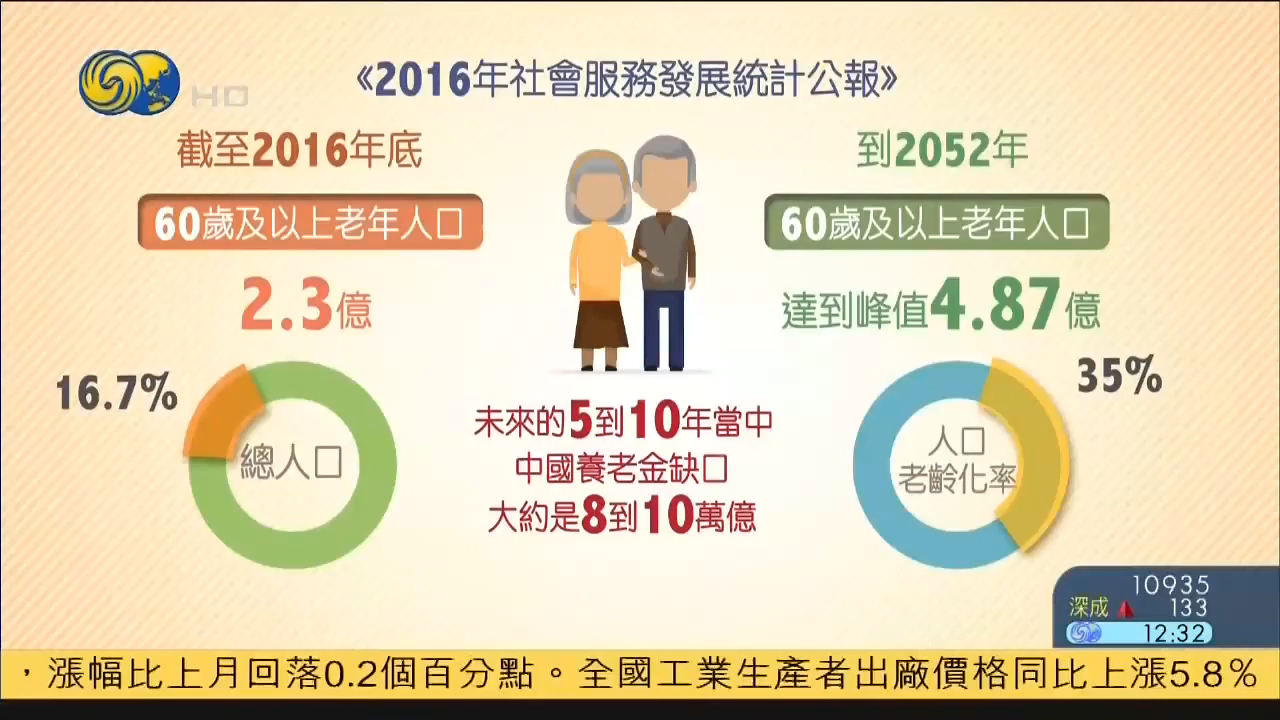 《2016年社會服務發展統計公報》
HD
截至2016年底
60歲及以上老年人口
2.3億
16.7%
總人口
到2052年
60歲及以上老年人口
達到峰值4.87億
35%
人口
老齡化率
未來的5到10年當中
中國養老金缺口
大約是8到10萬億
10935
深成 133
12:32
，漲幅比上月回落0.2個百分點。全國工業生產者出廠價格同比上漲5.8%